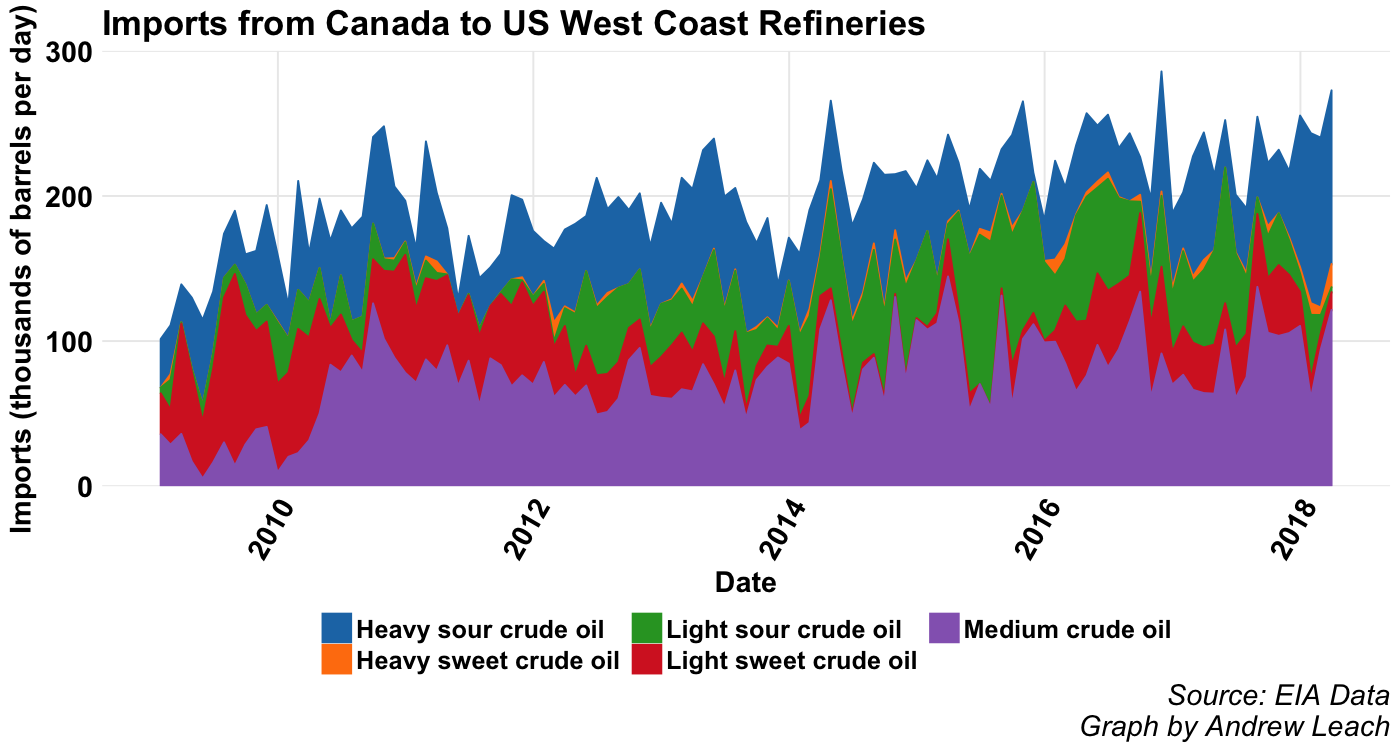 Imports from Canada to US West Coast Refineries
Imports (thousands of barrels per day)
300
200
100
0
2010
2012
2014
2016
2018
Date
Heavy sour crude oil
Light sour crude oil
Medium crude oil
Heavy sweet crude oil
Light sweet crude oil
Source: EIA Data
Graph by Andrew Leach